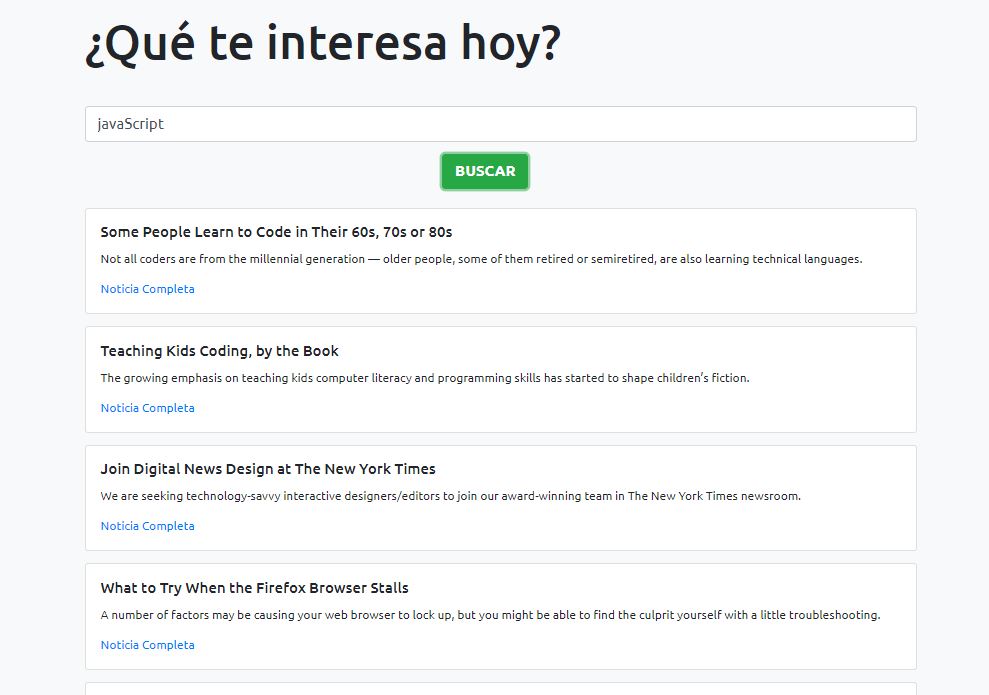 ¿Qué te interesa hoy?
javaScript
BUSCAR
Some People Learn to Code in Their 60s, 70s or 80s
Not all coders are from the millennial generation — older people, some of them retired or semiretired, are also learning technical languages.
Noticia Completa
Teaching Kids Coding, by the Book
The growing emphasis on teaching kids computer literacy and programming skills has started to shape children’s fiction.
Noticia Completa
Join Digital News Design at The New York Times
We are seeking technology-savvy interactive designers/editors to join our award-winning team in The New York Times newsroom.
Noticia Completa
What to Try When the Firefox Browser Stalls
A number of factors may be causing your web browser to lock up, but you might be able to find the culprit yourself with a little troubleshooting.
Noticia Completa